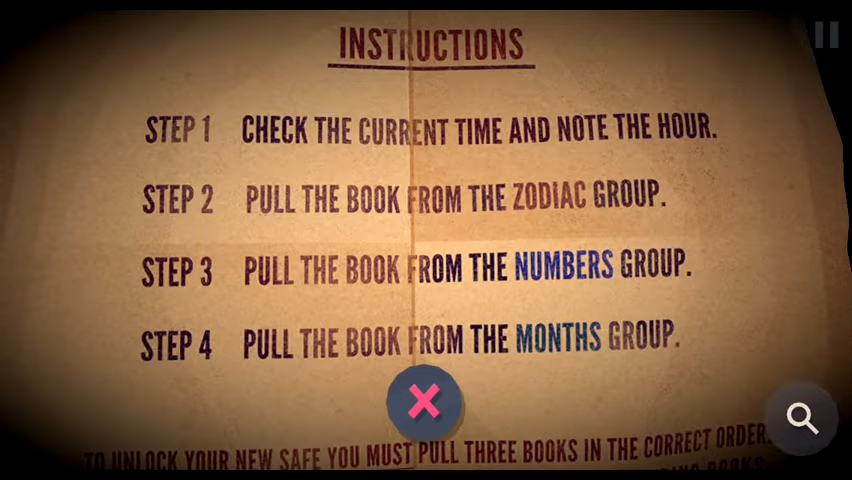 INSTRUCTIONS
STEP 1 CHECK THE CURRENT TIME AND NOTE THE HOUR.
STEP 2 PULL THE BOOK FROM THE ZODIAC GROUP.
STEP 3 PULL THE BOOK FROM THE NUMBERS GROUP.
STEP 4 PULL THE BOOK FROM THE MONTHS GROUP.
TO UNLOCK YOUR NEW SAFE YOU MUST PULL THREE BOOKS IN THE CORRECT ORDER.
BOOKS